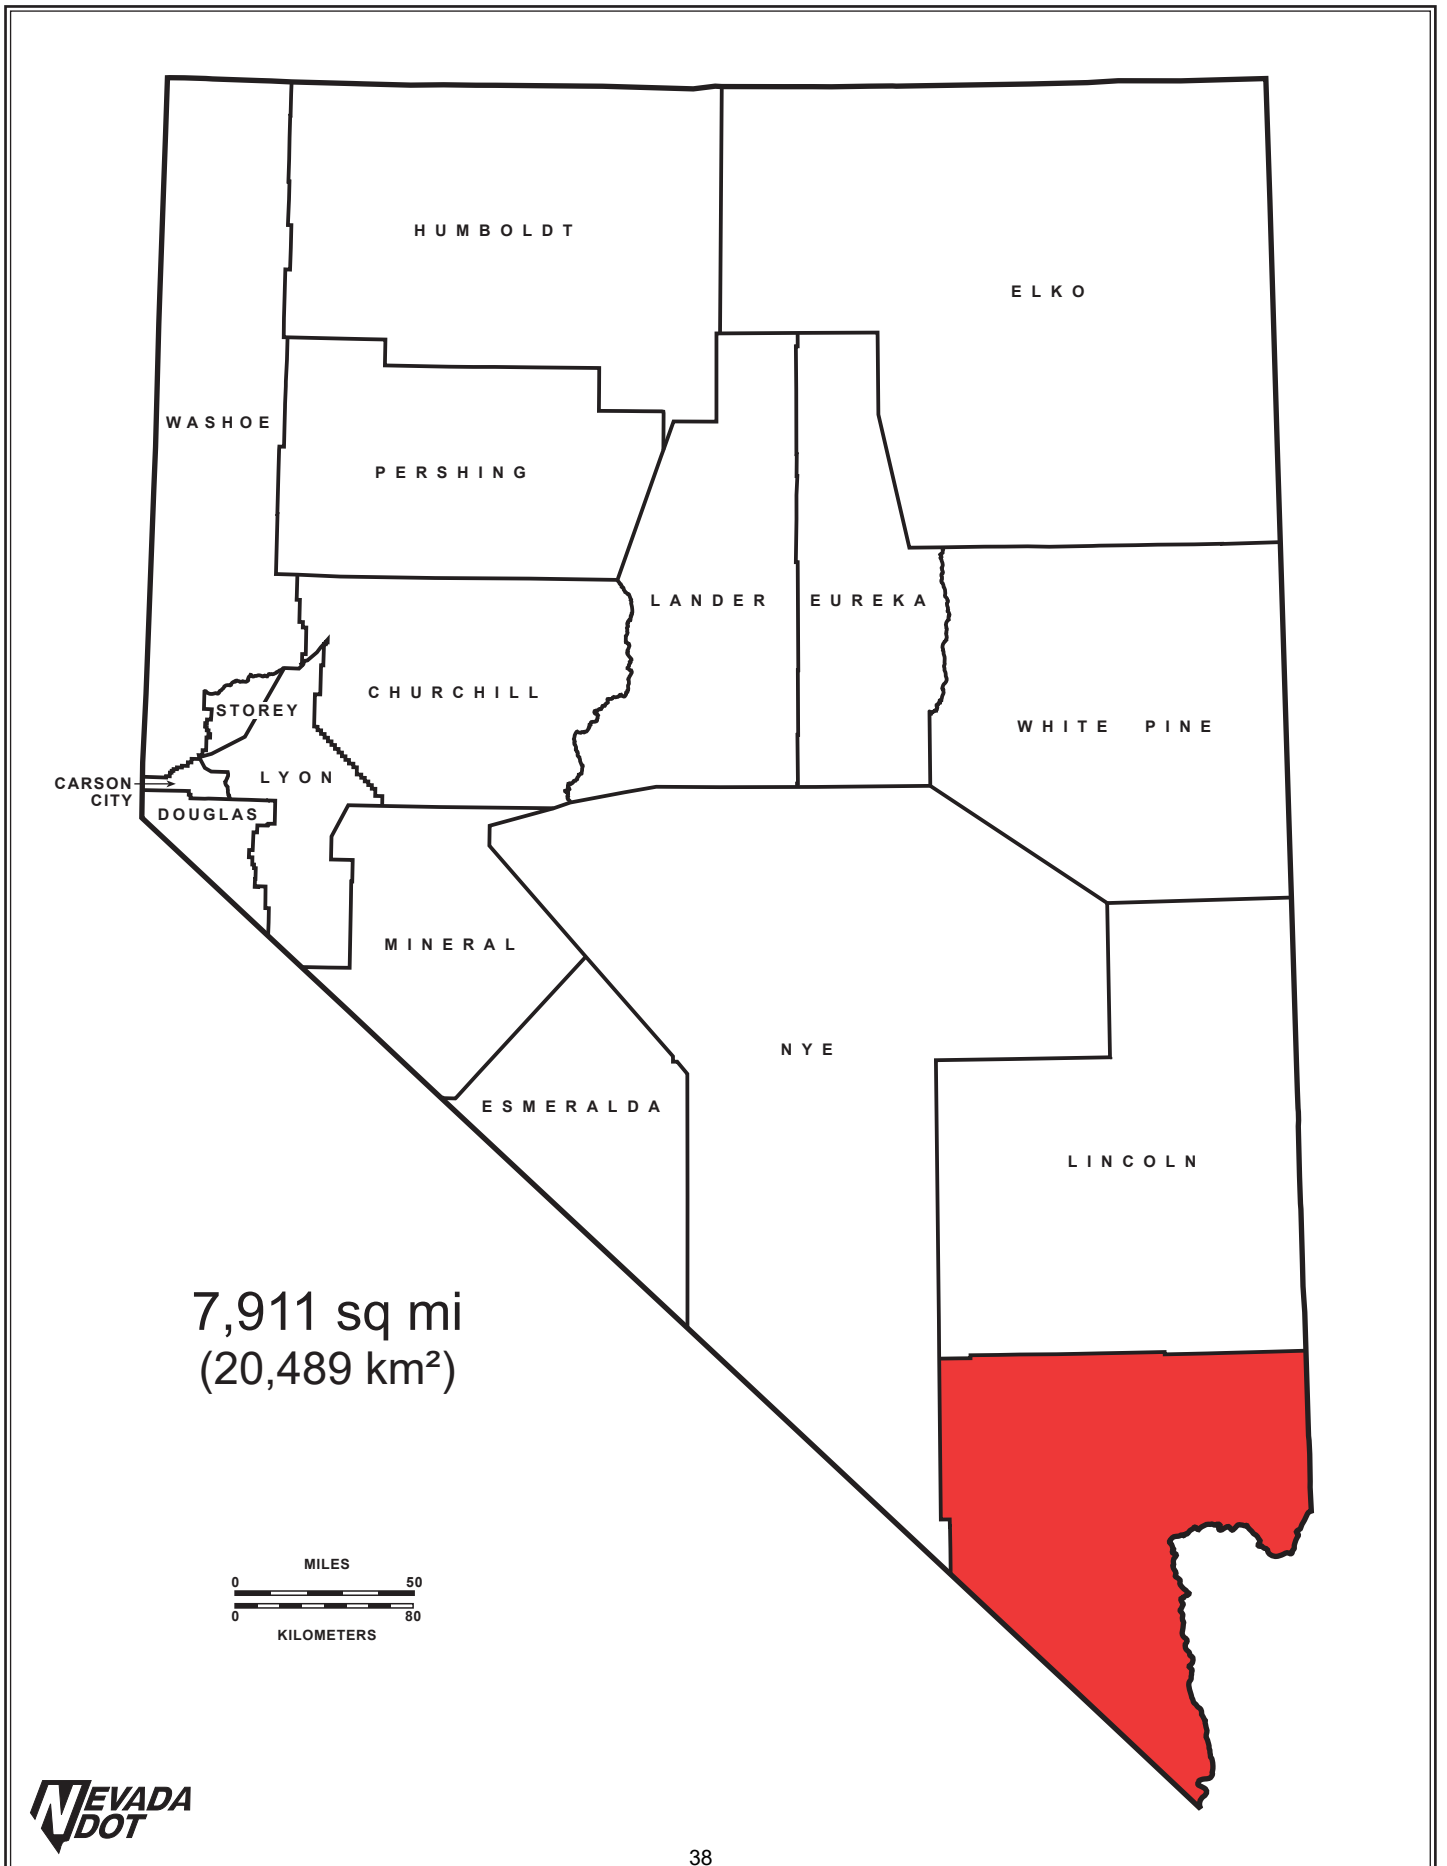 HUMBOLDT
ELKO
WASHOE
PERSHING
LANDER
EUREKA
CHURCHILL
STOREY
WHITE PINE
LYON
CARSON
CITY
DOUGLAS
MINERAL
NYE
ESMERALDA
LINCOLN
7,911 sq mi
(20,489 km²)
MILES
0 50
0 80
KILOMETERS
NEVADA
DOT
38